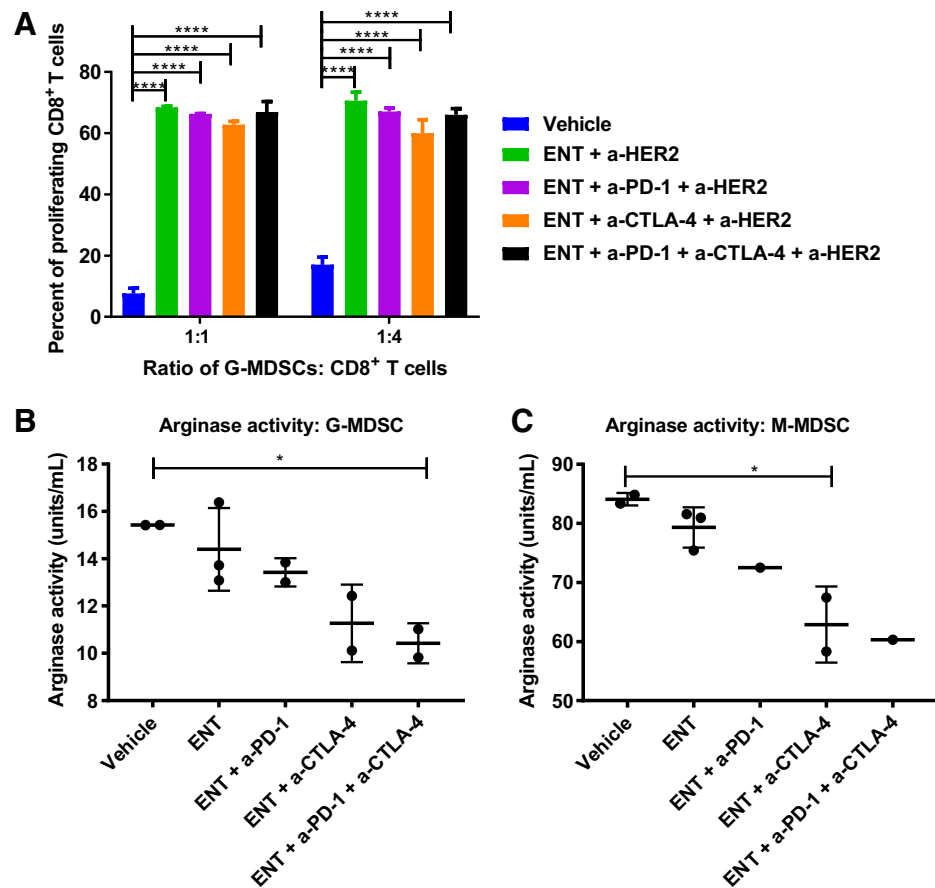 A
****
****
****
****
****
****
****
****
Percent of proliferating CD8⁺ T cells
80
60
40
20
0
1:1
1:4
Ratio of G-MDSCs: CD8⁺ T cells
Vehicle
ENT + a-HER2
ENT + a-PD-1 + a-HER2
ENT + a-CTLA-4 + a-HER2
ENT + a-PD-1 + a-CTLA-4 + a-HER2
B
Arginase activity: G-MDSC
*
Arginase activity (units/mL)
18
16
14
12
10
8
Vehicle
ENT
ENT + a-PD-1
ENT + a-CTLA-4
ENT + a-PD-1 + a-CTLA-4
C
Arginase activity: M-MDSC
*
Arginase activity (units/mL)
90
80
70
60
50
Vehicle
ENT
ENT + a-PD-1
ENT + a-CTLA-4
ENT + a-PD-1 + a-CTLA-4